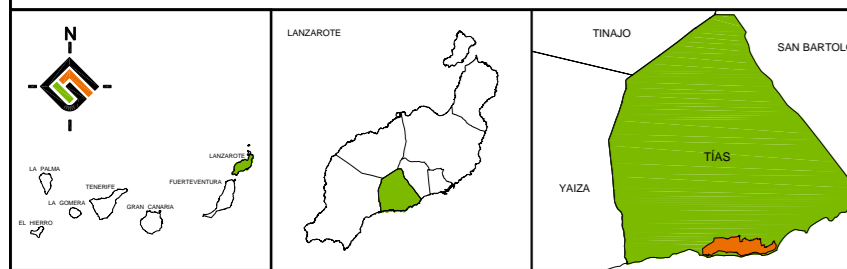 N
LANZAROTE
LA PALMA
TENERIFE
FUERTEVENTURA
LA GOMERA
GRAN CANARIA
EL HIERRO
LANZAROTE
TINAJO
SAN BARTOLO
TÍAS
YAIZA